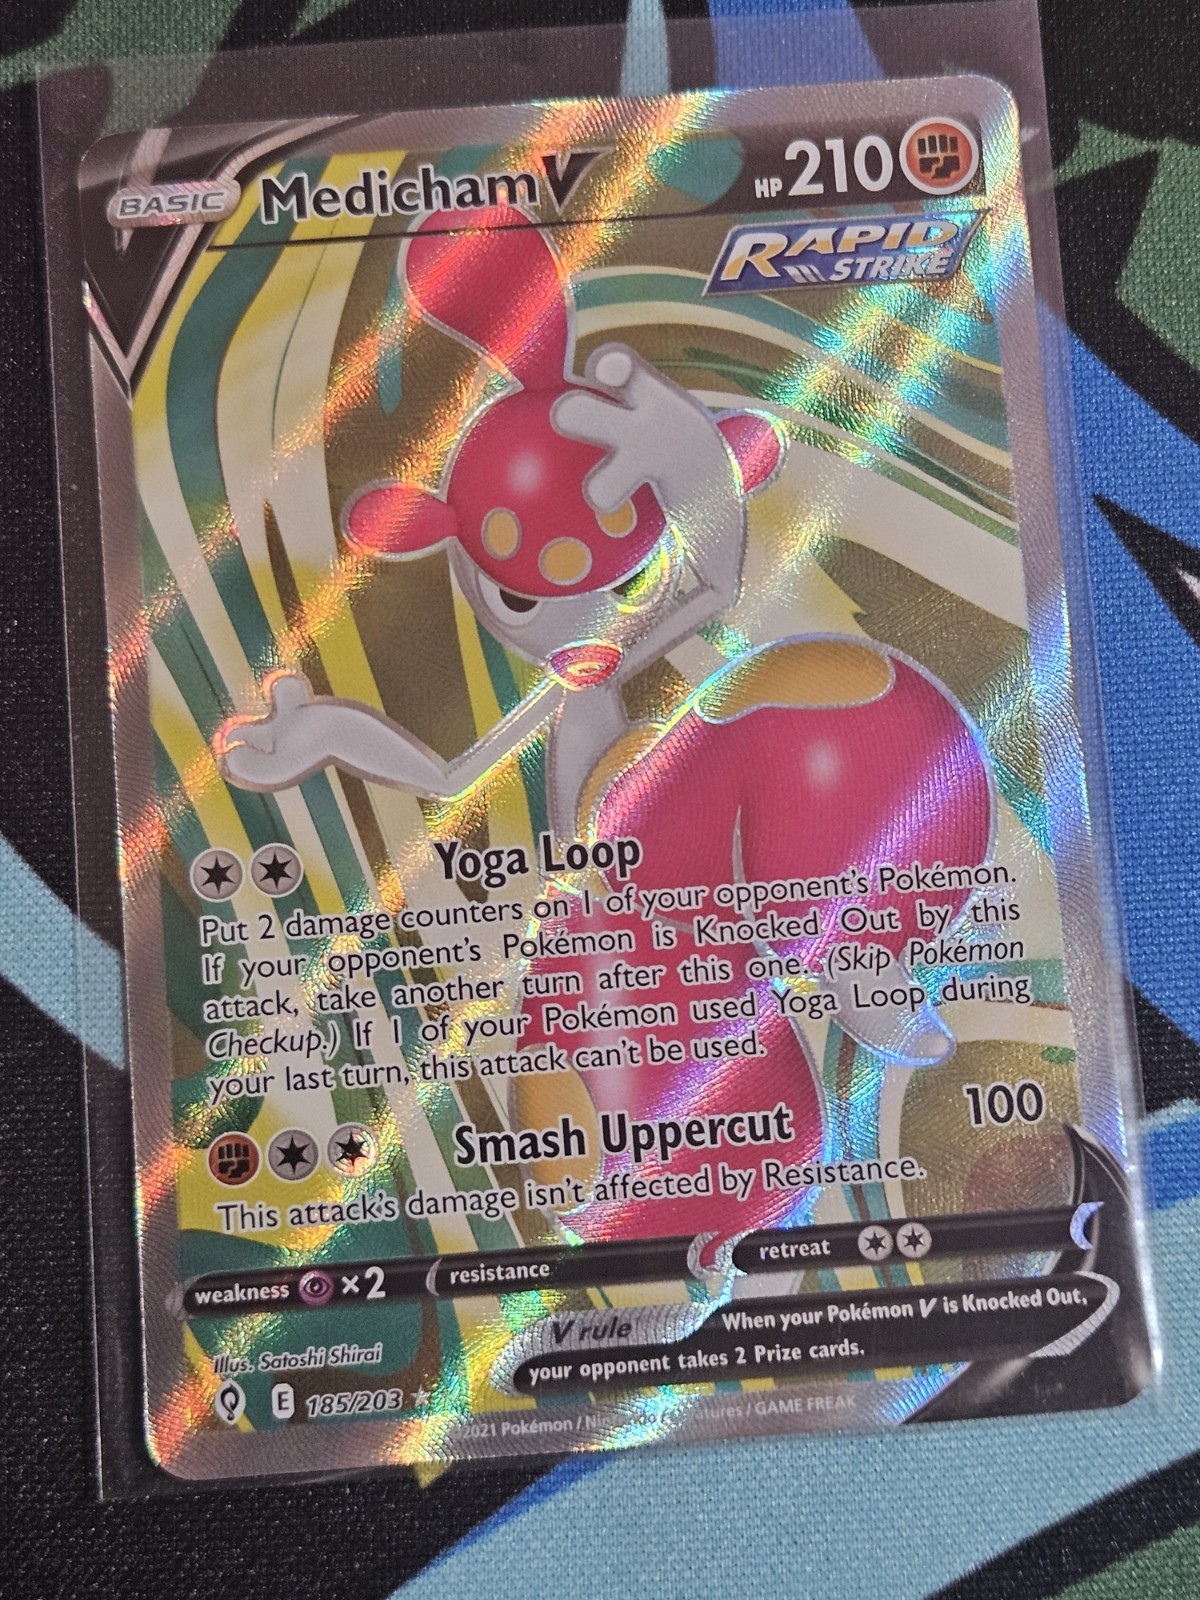 BASIC
Medicham V
HP 210
RAPID
STRIKE
Yoga Loop
Put 2 damage counters on 1 of your opponent's Pokémon.
If your opponent's Pokémon is Knocked Out by this
attack, take another turn after this one. (Skip Pokémon
Checkup.) If 1 of your Pokémon used Yoga Loop during
your last turn, this attack can't be used.
Smash Uppercut 100
This attack's damage isn't affected by Resistance.
weakness ×2 resistance retreat
V rule When your Pokémon V is Knocked Out,
your opponent takes 2 Prize cards.
Illus. Satoshi Shirai
E 185/203
2021 Pokémon / GAME FREAK